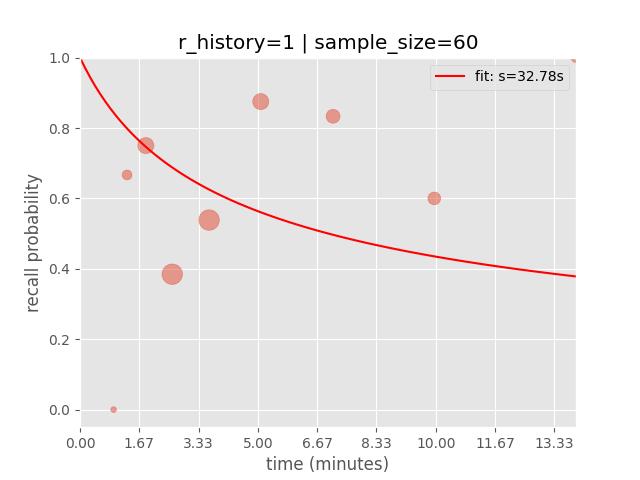 r_history=1 | sample_size=60
fit: s=32.78s
recall probability
1.0
0.8
0.6
0.4
0.2
0.0
0.00 1.67 3.33 5.00 6.67 8.33 10.00 11.67 13.33
time (minutes)